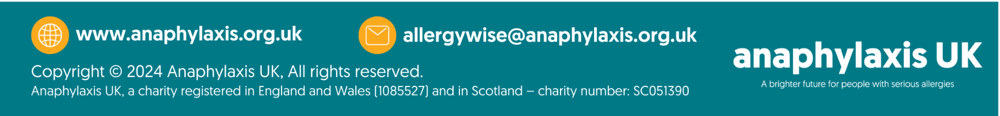 www.anaphylaxis.org.uk
allergywise@anaphylaxis.org.uk
Copyright © 2024 Anaphylaxis UK, All rights reserved.
Anaphylaxis UK, a charity registered in England and Wales (1085527) and in Scotland – charity number: SC051390
anaphylaxis UK
A brighter future for people with serious allergies